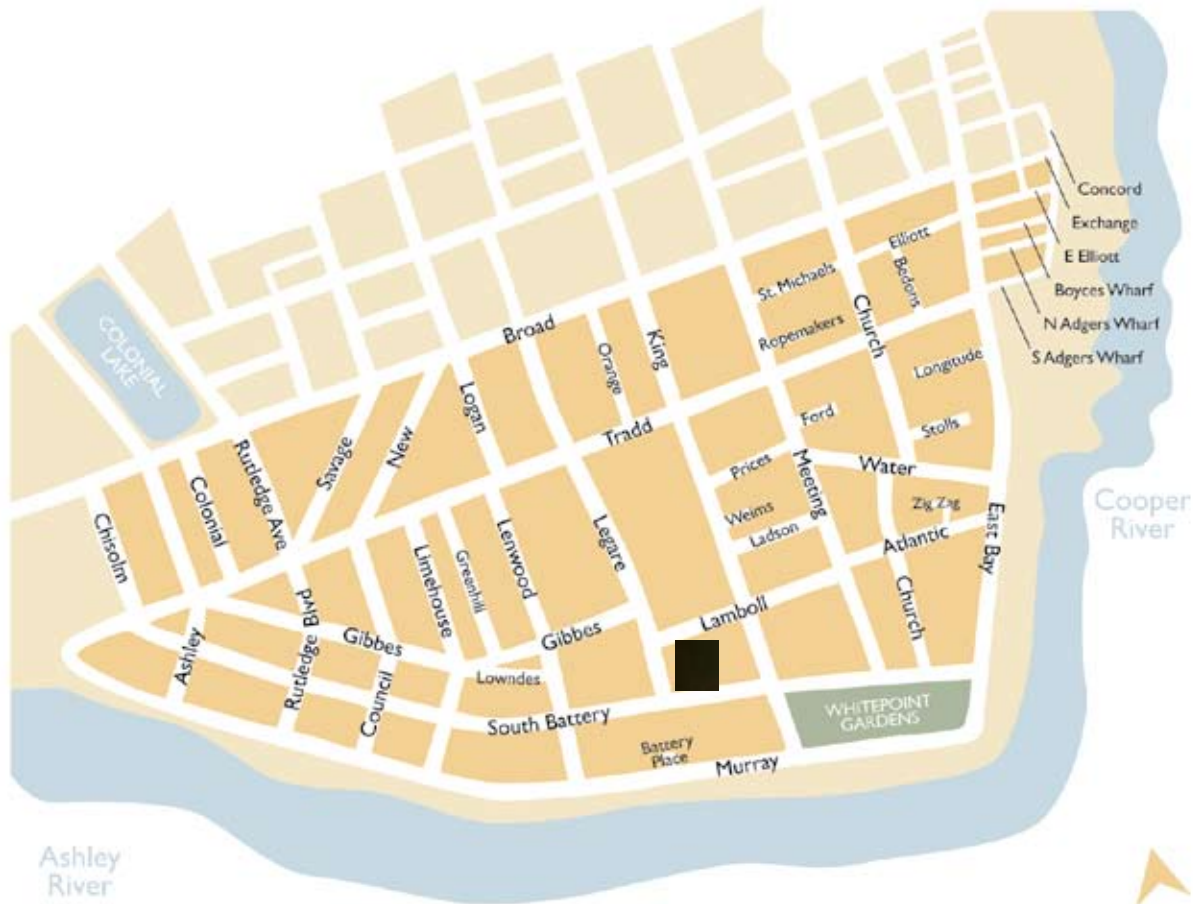 Concord
Exchange
E Elliott
Boyces Wharf
N Adgers Wharf
S Adgers Wharf
Elliott
Bedons
St. Michaels
Ropemakers
Church
Longitude
Broad
Orange
King
COLONIAL
LAKE
Logan
Tradd
Ford
Stolls
Savage
New
Rutledge Ave
Colonial
Chisolm
Prices
Meeting
Water
Weims
Ladson
Zig Zag
Atlantic
East Bay
Cooper
River
Legare
Lenwood
Greenhill
Limehouse
Rutledge Blvd
Gibbes
Gibbes
Lamboll
Church
Ashley
Rutledge Blvd
Council
Lowndes
South Battery
WHITEPOINT
GARDENS
Battery
Place
Murray
Ashley
River